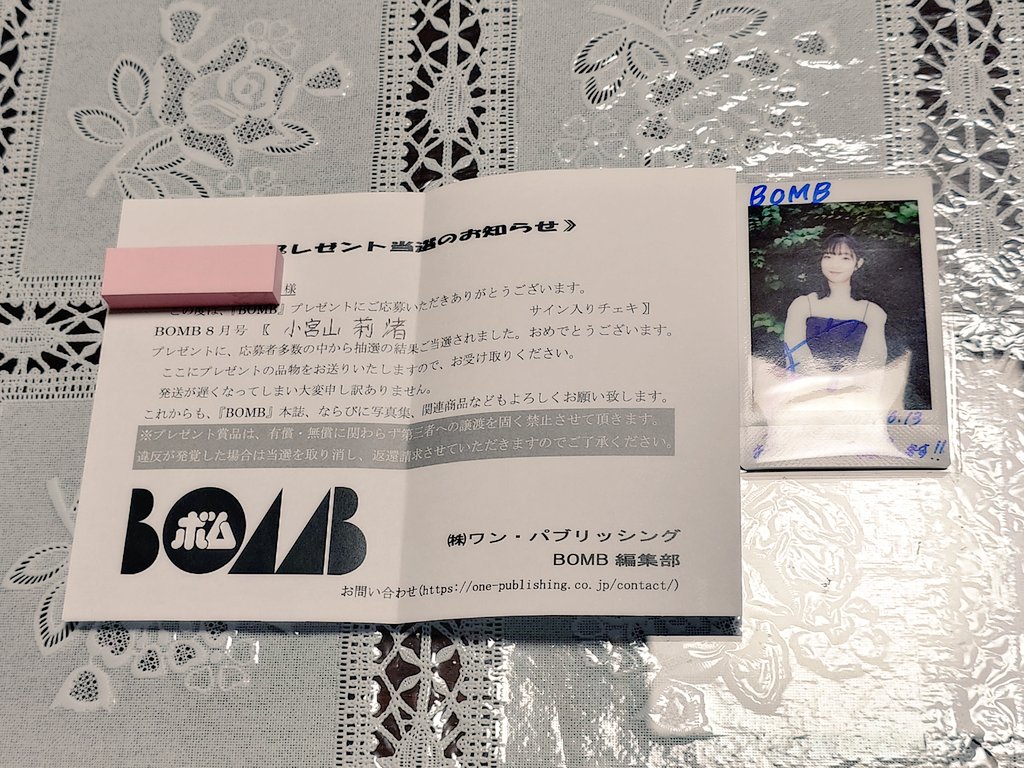 レゼント当選のお知らせ》
様
この度は、『BOMB』プレゼントにご応募いただきありがとうございます。
BOMB8月号〖小宮山 莉渚 サイン入りチェキ〗
プレゼントに、応募者多数の中から抽選の結果ご当選されました。おめでとうございます。
ここにプレゼントの品物をお送りいたしますので、お受け取りください。
発送が遅くなってしまい大変申し訳ありません。
これからも、『BOMB』本誌、ならびに写真集、関連商品などもよろしくお願い致します。
※プレゼント賞品は、有償・無償に関わらず第三者への譲渡を固く禁止させて頂きます。
違反が発覚した場合は当選を取り消し、返還請求させていただきますのでご了承ください。
BOMB
ボム
㈱ワン・パブリッシング
BOMB 編集部
お問い合わせ(https://one-publishing.co.jp/contact/)
BOMB
6.13
ます!!